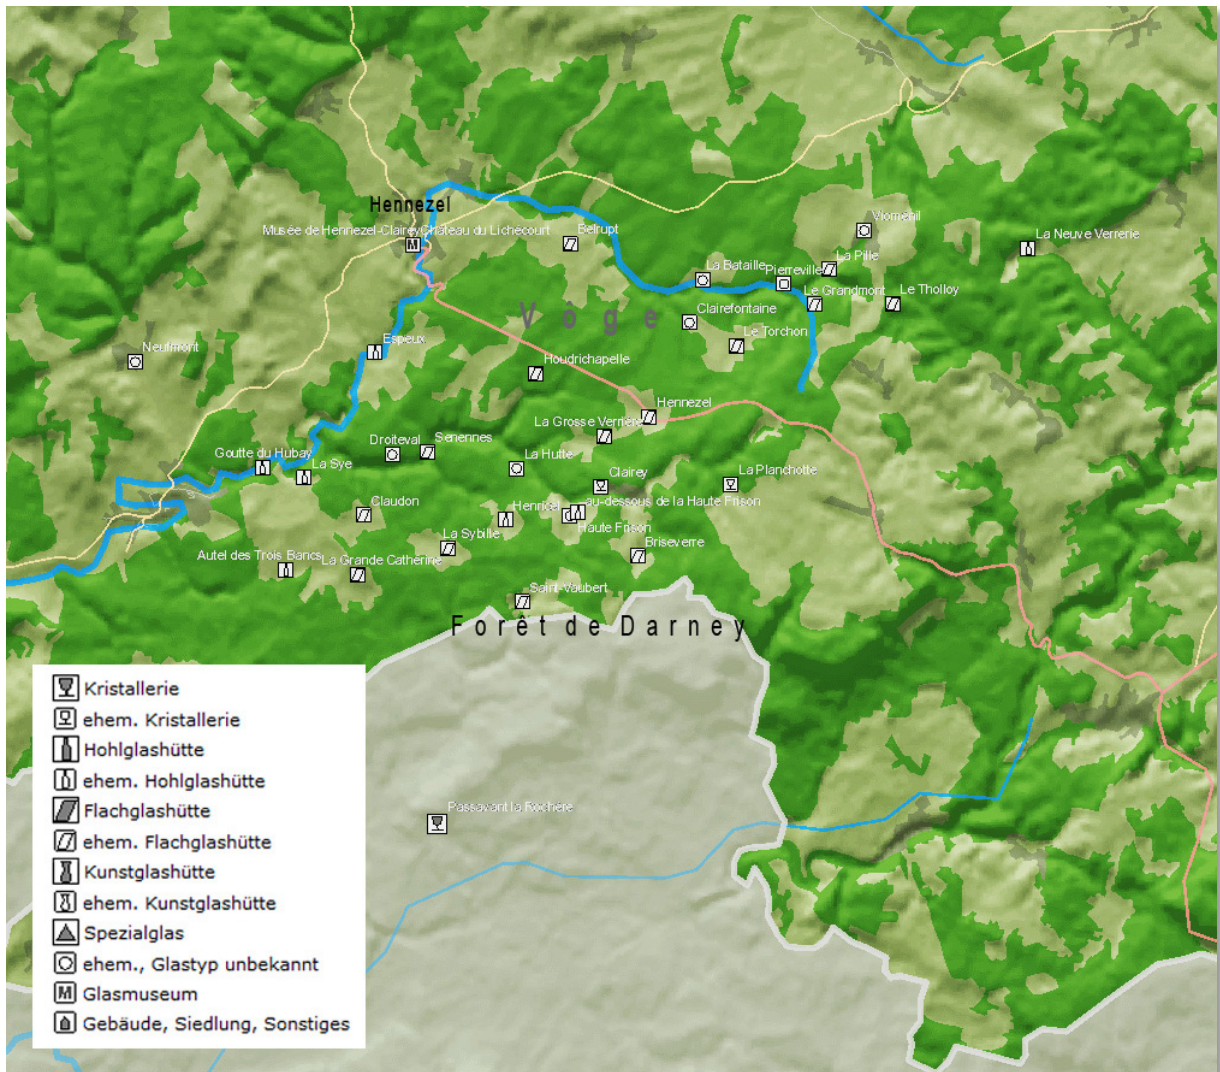 Hennezel
Musée de Hennezel-Clairey
Château du Lichecourt
Belrupt
Viomenil
La Neuve Verrerie
La Pille
La Bataille
Pierreville
Le Grandmont
Le Tholloy
Vôge
Clairefontaine
Le Torchon
Espeux
Neufmont
Houdrichapelle
Hennezel
La Grosse Verrière
Droiteval
Senennes
Goutte du Hubay
La Sye
La Hutte
Clairey
La Planchotte
Claudon
Henricel
au-dessous de la Haute Frison
Haute Frison
La Sybille
Briseverre
Autel des Trois Bancs
La Grande Catherine
Saint-Vaubert
Forêt de Darney
Passavant la Rochère
Kristallerie
ehem. Kristallerie
Hohlglashütte
ehem. Hohlglashütte
Flachglashütte
ehem. Flachglashütte
Kunstglashütte
ehem. Kunstglashütte
Spezialglas
ehem., Glastyp unbekannt
M Glasmuseum
Gebäude, Siedlung, Sonstiges